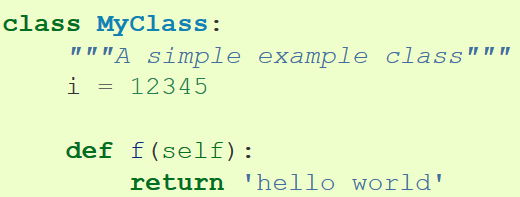 class MyClass:
    """A simple example class"""
    i = 12345

    def f(self):
        return 'hello world'